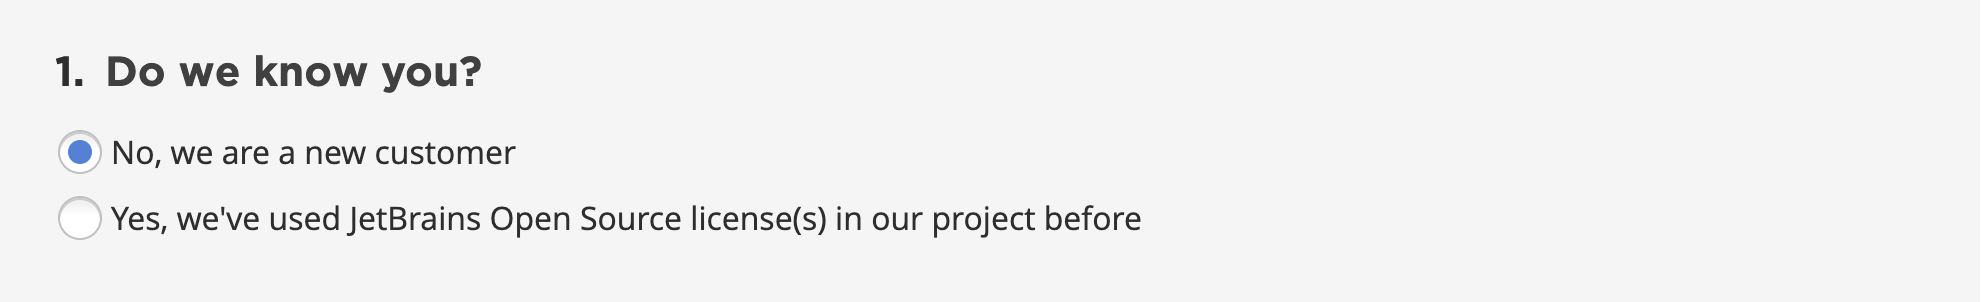 1. Do we know you?
No, we are a new customer
Yes, we've used JetBrains Open Source license(s) in our project before